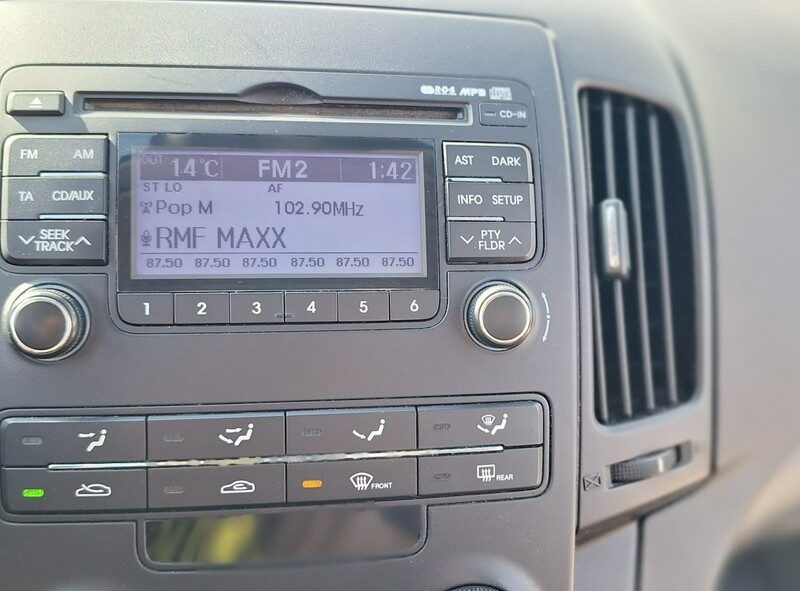 RDS MP3
CD-IN
FM AM
TA CD/AUX
SEEK
TRACK
OUT 14°C FM2 1:42
ST LO AF
Pop M 102.90MHz
RMF MAXX
87.50 87.50 87.50 87.50 87.50 87.50
AST DARK
INFO SETUP
PTY
FLDR
1 2 3 4 5 6
FRONT
REAR